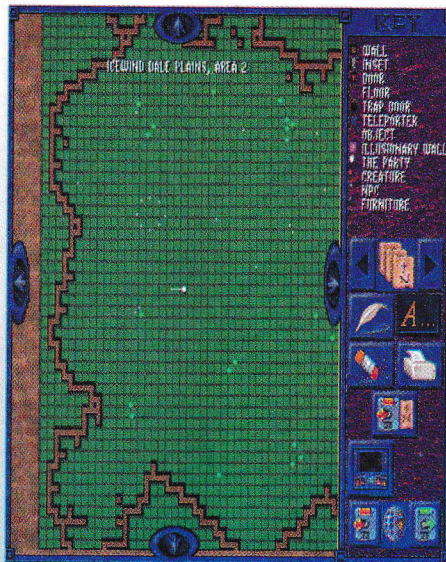 KEY
ICEWIND DALE PLAINS, AREA 2
WALL
INSET
DOOR
FLOOR
TRAP DOOR
TELEPORTER
OBJECT
ILLUSIONARY WALL
THE PARTY
CREATURE
NPC
FURNITURE
A...